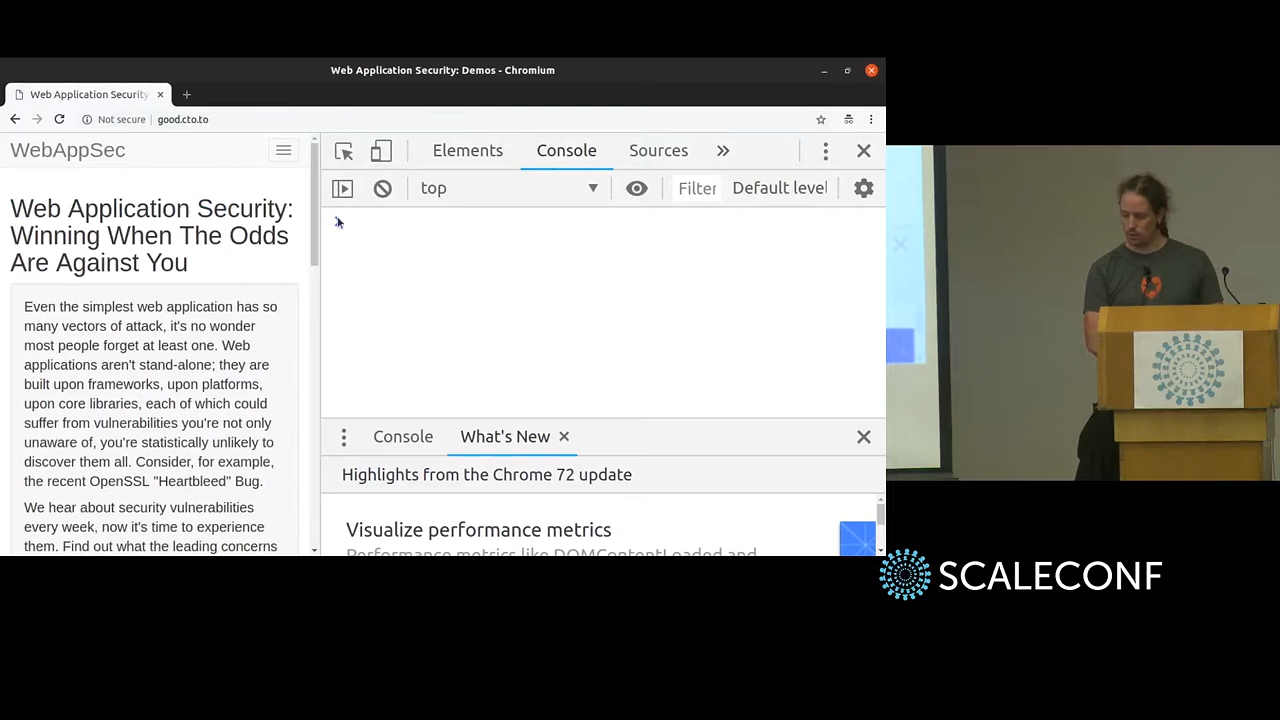 Web Application Security: Demos - Chromium
Web Application Security
Not secure
good.cto.to
WebAppSec
Elements
Console
Sources
top
Filter
Default level
Web Application Security:
Winning When The Odds
Are Against You
Even the simplest web application has so
many vectors of attack, it's no wonder
most people forget at least one. Web
applications aren't stand-alone; they are
built upon frameworks, upon platforms,
upon core libraries, each of which could
suffer from vulnerabilities you're not only
unaware of, you're statistically unlikely to
discover them all. Consider, for example,
the recent OpenSSL "Heartbleed" Bug.
We hear about security vulnerabilities
every week, now it's time to experience
them. Find out what the leading concerns
Console
What's New
Highlights from the Chrome 72 update
Visualize performance metrics
Performance metrics like DOMContentLoaded and
SCALECONF